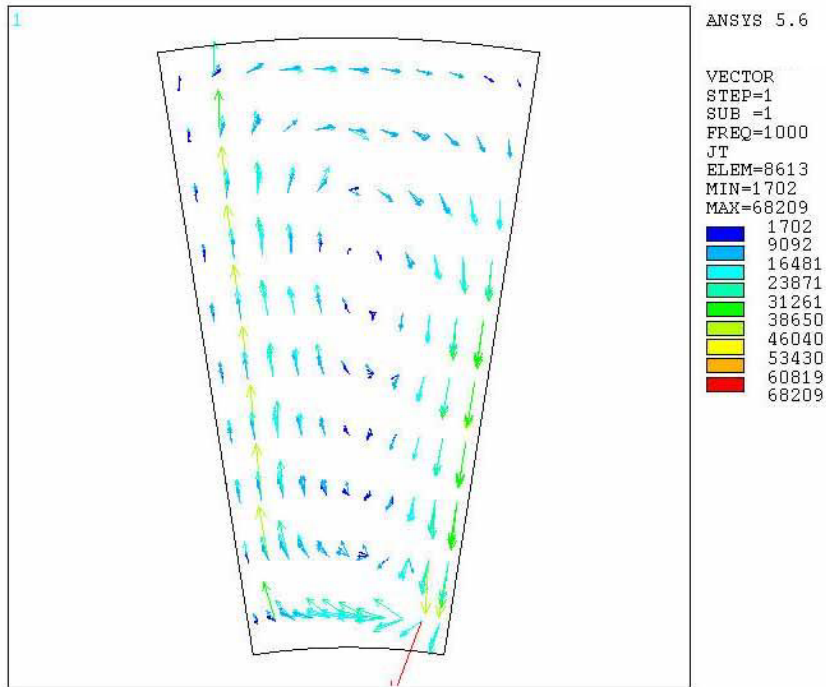 1
ANSYS 5.6
VECTOR
STEP=1
SUB =1
FREQ=1000
JT
ELEM=8613
MIN=1702
MAX=68209
1702
9092
16481
23871
31261
38650
46040
53430
60819
68209